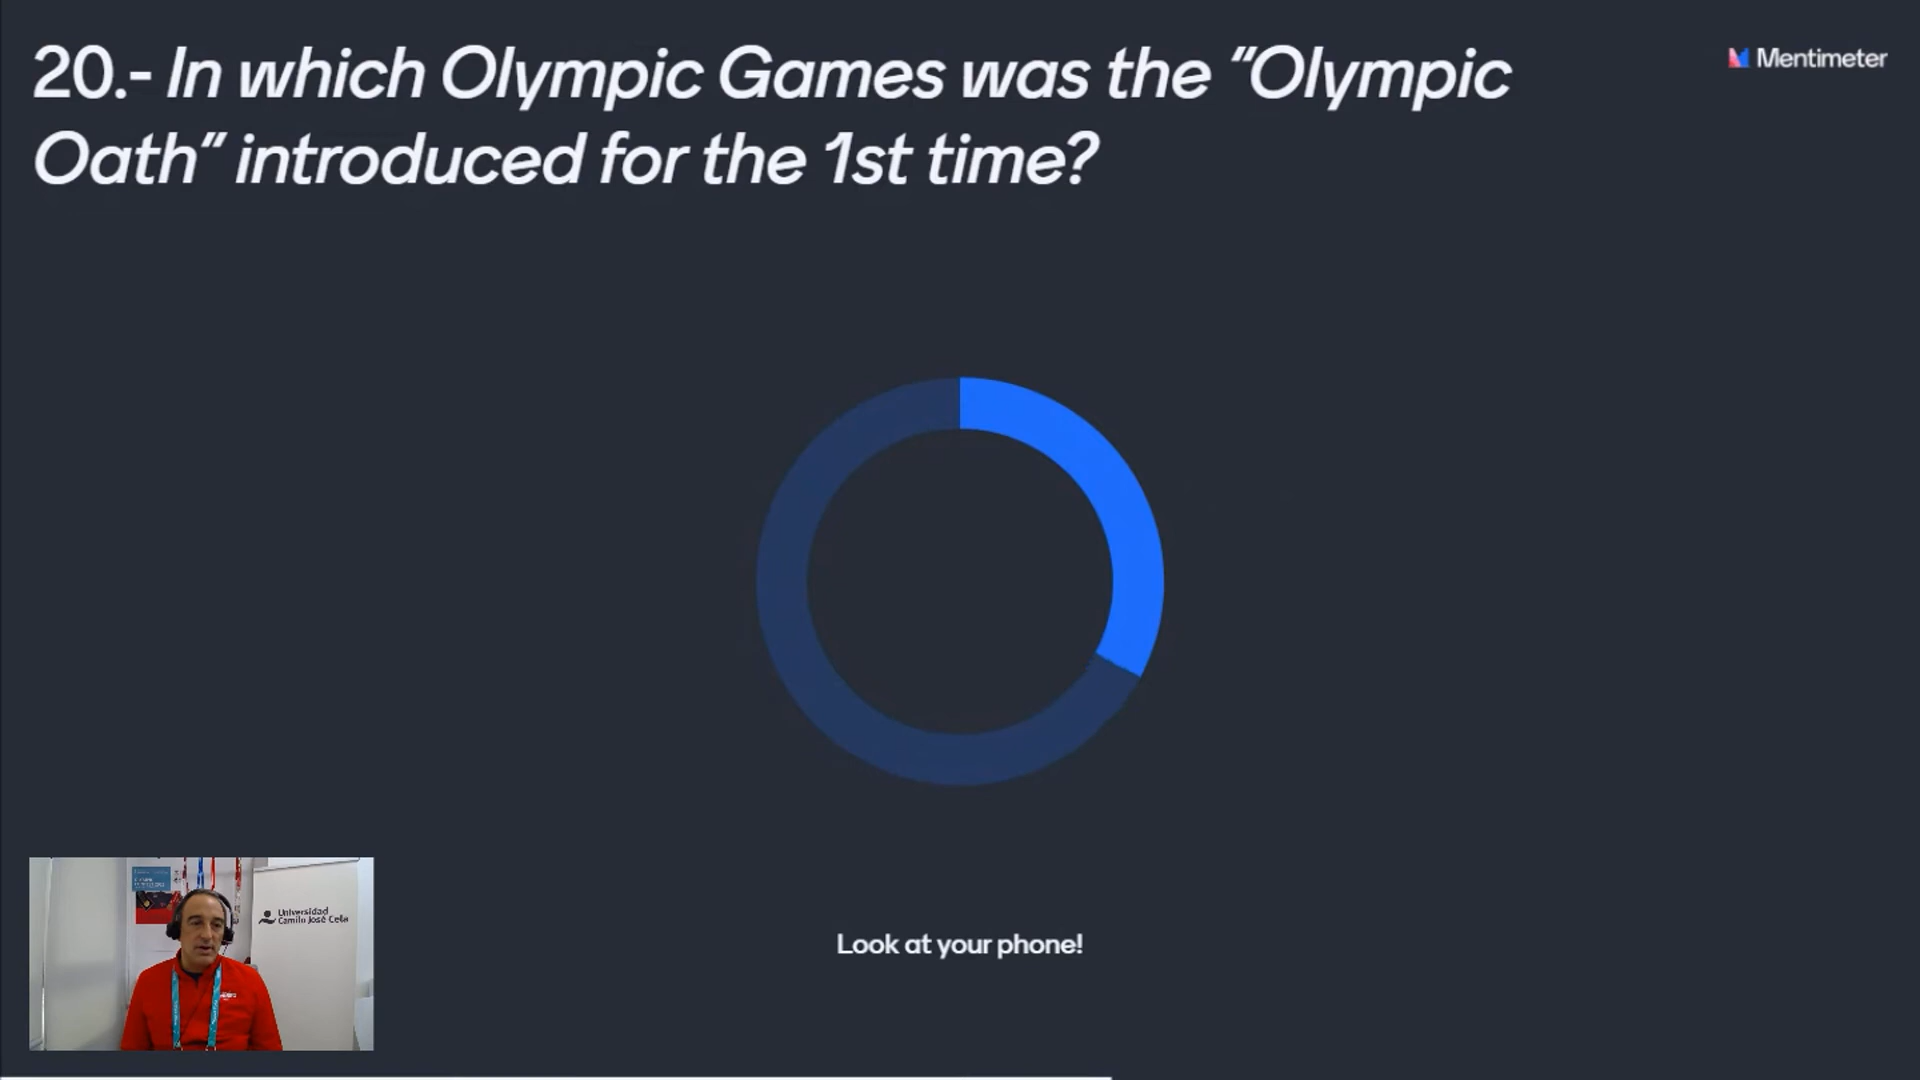 20.- In which Olympic Games was the “Olympic
Oath” introduced for the 1st time?
Mentimeter
Universidad
Camilo José Cela
Look at your phone!